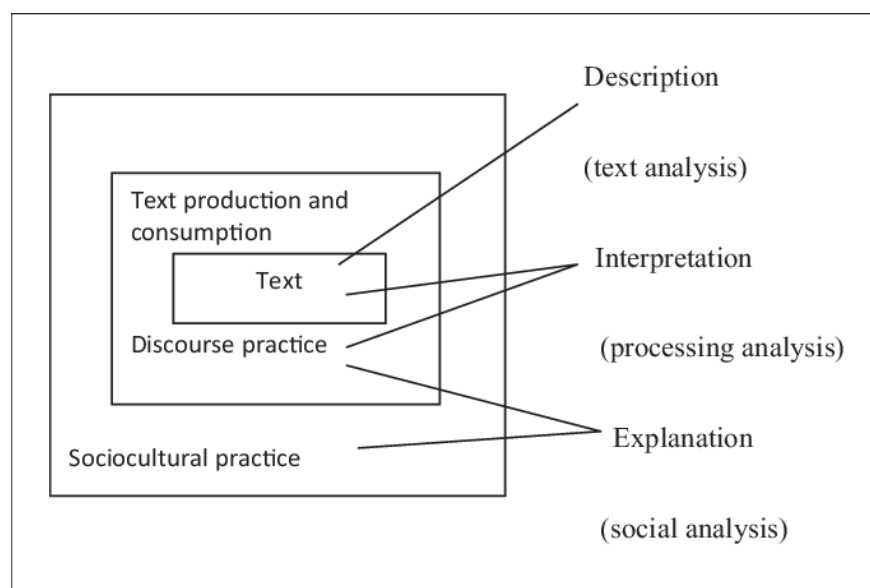 Description
(text analysis)
Text production and
consumption
Text
Interpretation
Discourse practice
(processing analysis)
Explanation
Sociocultural practice
(social analysis)